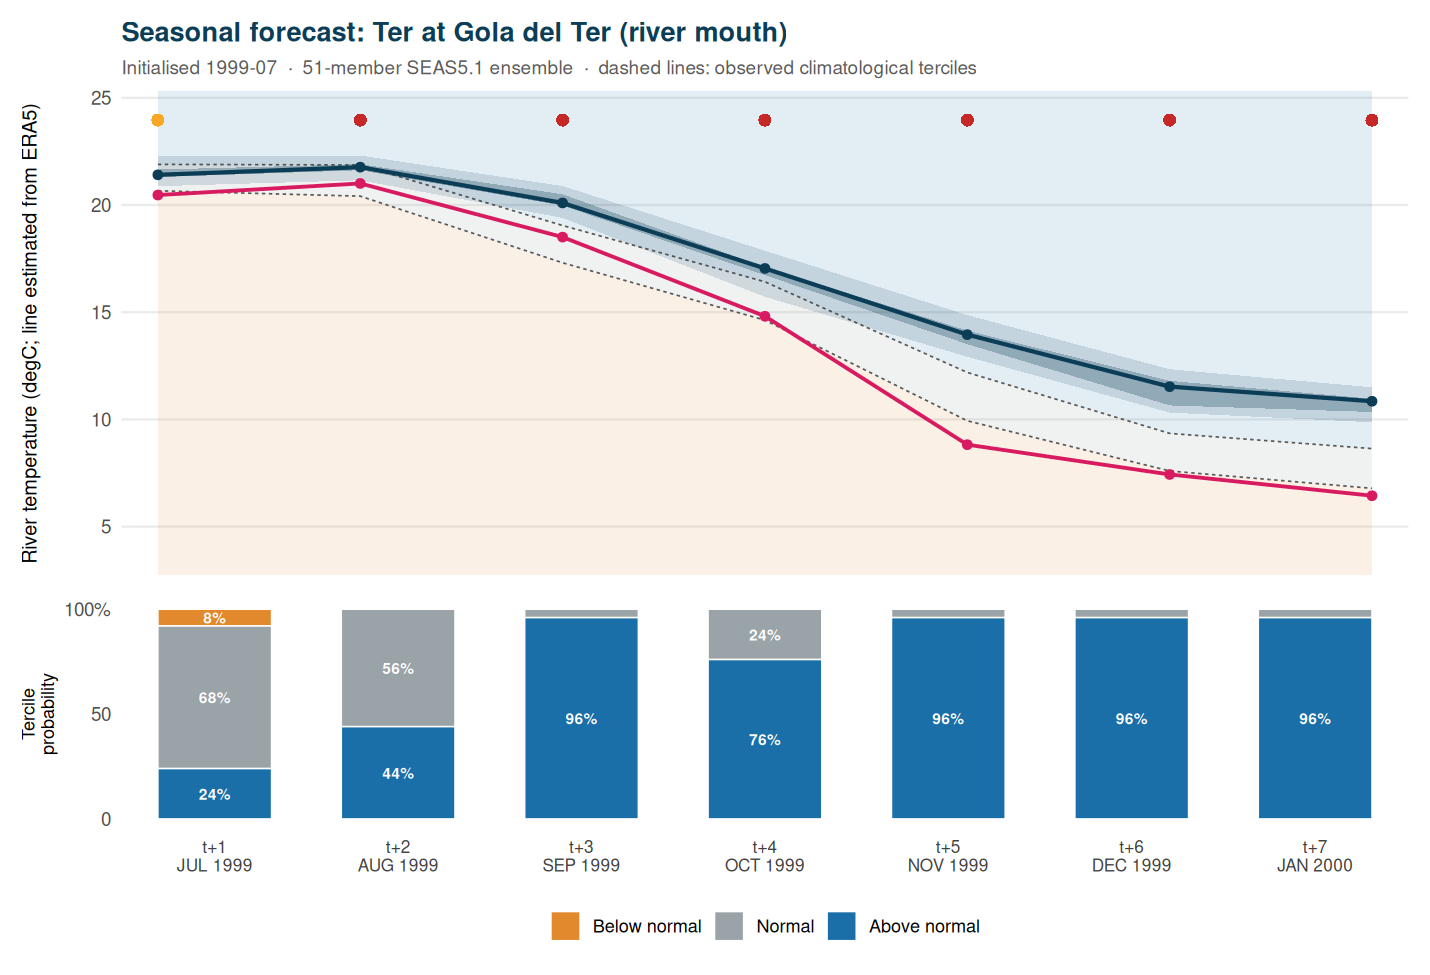 Seasonal forecast: Ter at Gola del Ter (river mouth)
Initialised 1999-07 · 51-member SEAS5.1 ensemble · dashed lines: observed climatological terciles
River temperature (degC; line estimated from ERA5)
25
20
15
10
5
Tercile
probability
100%
50
0
8%
68%
24%
56%
44%
96%
24%
76%
96%
96%
96%
t+1
JUL 1999
t+2
AUG 1999
t+3
SEP 1999
t+4
OCT 1999
t+5
NOV 1999
t+6
DEC 1999
t+7
JAN 2000
Below normal
Normal
Above normal